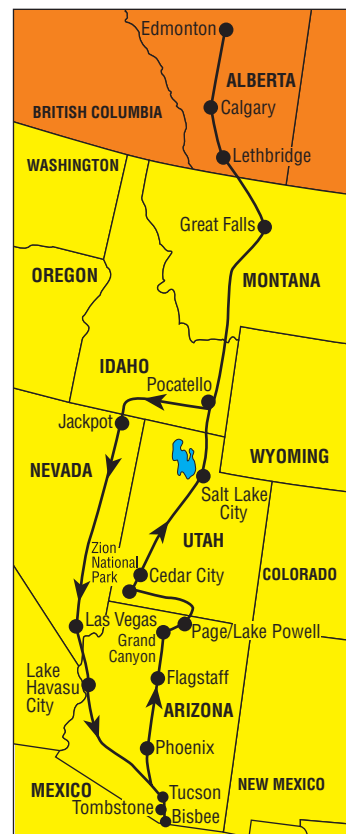 Edmonton
ALBERTA
BRITISH COLUMBIA
Calgary
Lethbridge
WASHINGTON
Great Falls
OREGON
MONTANA
IDAHO
Pocatello
Jackpot
WYOMING
NEVADA
Salt Lake
City
UTAH
Zion
National
Park
Cedar City
COLORADO
Las Vegas
Page/Lake Powell
Grand
Canyon
Lake
Havasu
City
Flagstaff
ARIZONA
Phoenix
NEW MEXICO
MEXICO
Tucson
Tombstone
Bisbee